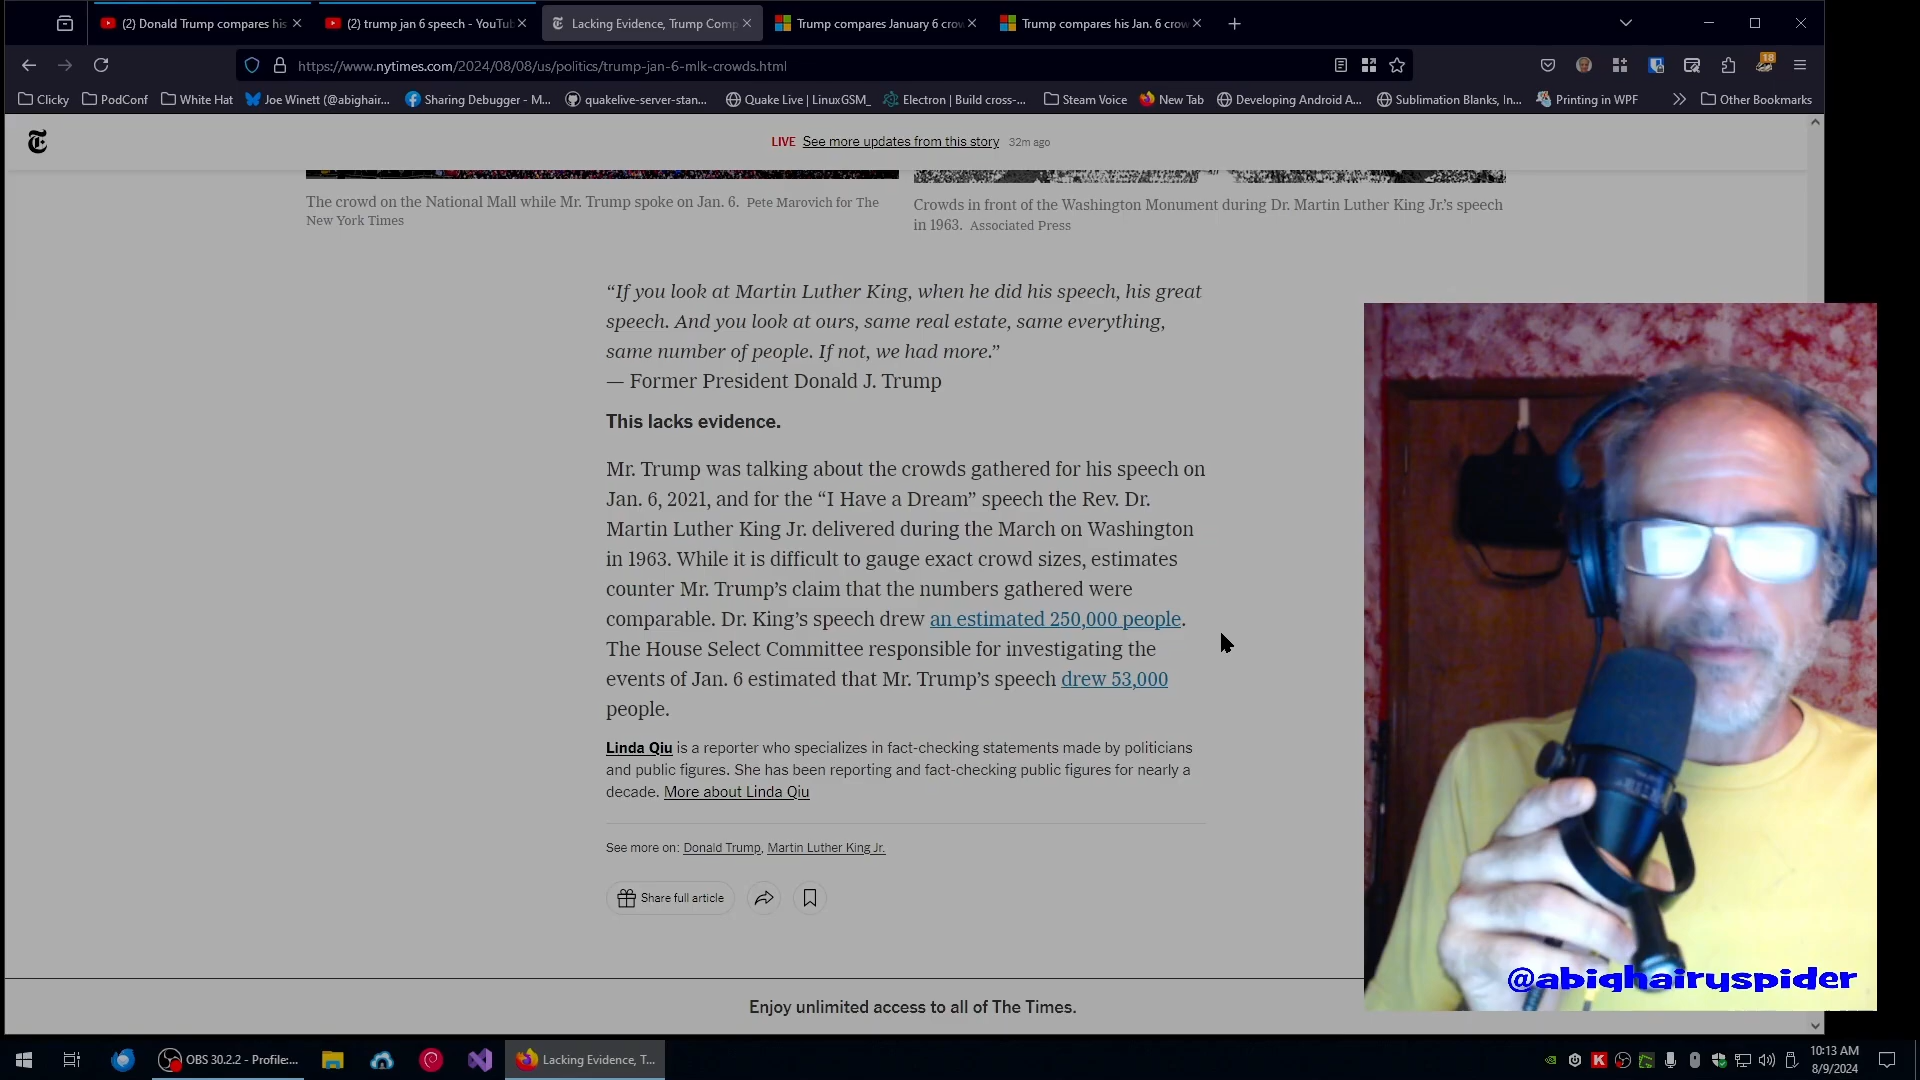 (2) Donald Trump compares his
(2) trump jan 6 speech - YouTub
Lacking Evidence, Trump Comp
Trump compares January 6 crow
Trump compares his Jan. 6 crow
https://www.nytimes.com/2024/08/08/us/politics/trump-jan-6-mlk-crowds.html
18
Clicky
PodConf
White Hat
Joe Winett (@abighair...
Sharing Debugger - M...
quakelive-server-stan...
Quake Live | LinuxGSM_
Electron | Build cross-...
Steam Voice
New Tab
Developing Android A...
Sublimation Blanks, In...
Printing in WPF
Other Bookmarks
LIVE See more updates from this story 32m ago
The crowd on the National Mall while Mr. Trump spoke on Jan. 6. Pete Marovich for The
New York Times
Crowds in front of the Washington Monument during Dr. Martin Luther King Jr.'s speech
in 1963. Associated Press
“If you look at Martin Luther King, when he did his speech, his great
speech. And you look at ours, same real estate, same everything,
same number of people. If not, we had more.”
— Former President Donald J. Trump
This lacks evidence.
Mr. Trump was talking about the crowds gathered for his speech on
Jan. 6, 2021, and for the “I Have a Dream” speech the Rev. Dr.
Martin Luther King Jr. delivered during the March on Washington
in 1963. While it is difficult to gauge exact crowd sizes, estimates
counter Mr. Trump’s claim that the numbers gathered were
comparable. Dr. King’s speech drew an estimated 250,000 people.
The House Select Committee responsible for investigating the
events of Jan. 6 estimated that Mr. Trump’s speech drew 53,000
people.
Linda Qiu is a reporter who specializes in fact-checking statements made by politicians
and public figures. She has been reporting and fact-checking public figures for nearly a
decade. More about Linda Qiu
See more on: Donald Trump, Martin Luther King Jr.
Share full article
@abighairyspider
Enjoy unlimited access to all of The Times.
OBS 30.2.2 - Profile:...
Lacking Evidence, T...
10:13 AM
8/9/2024